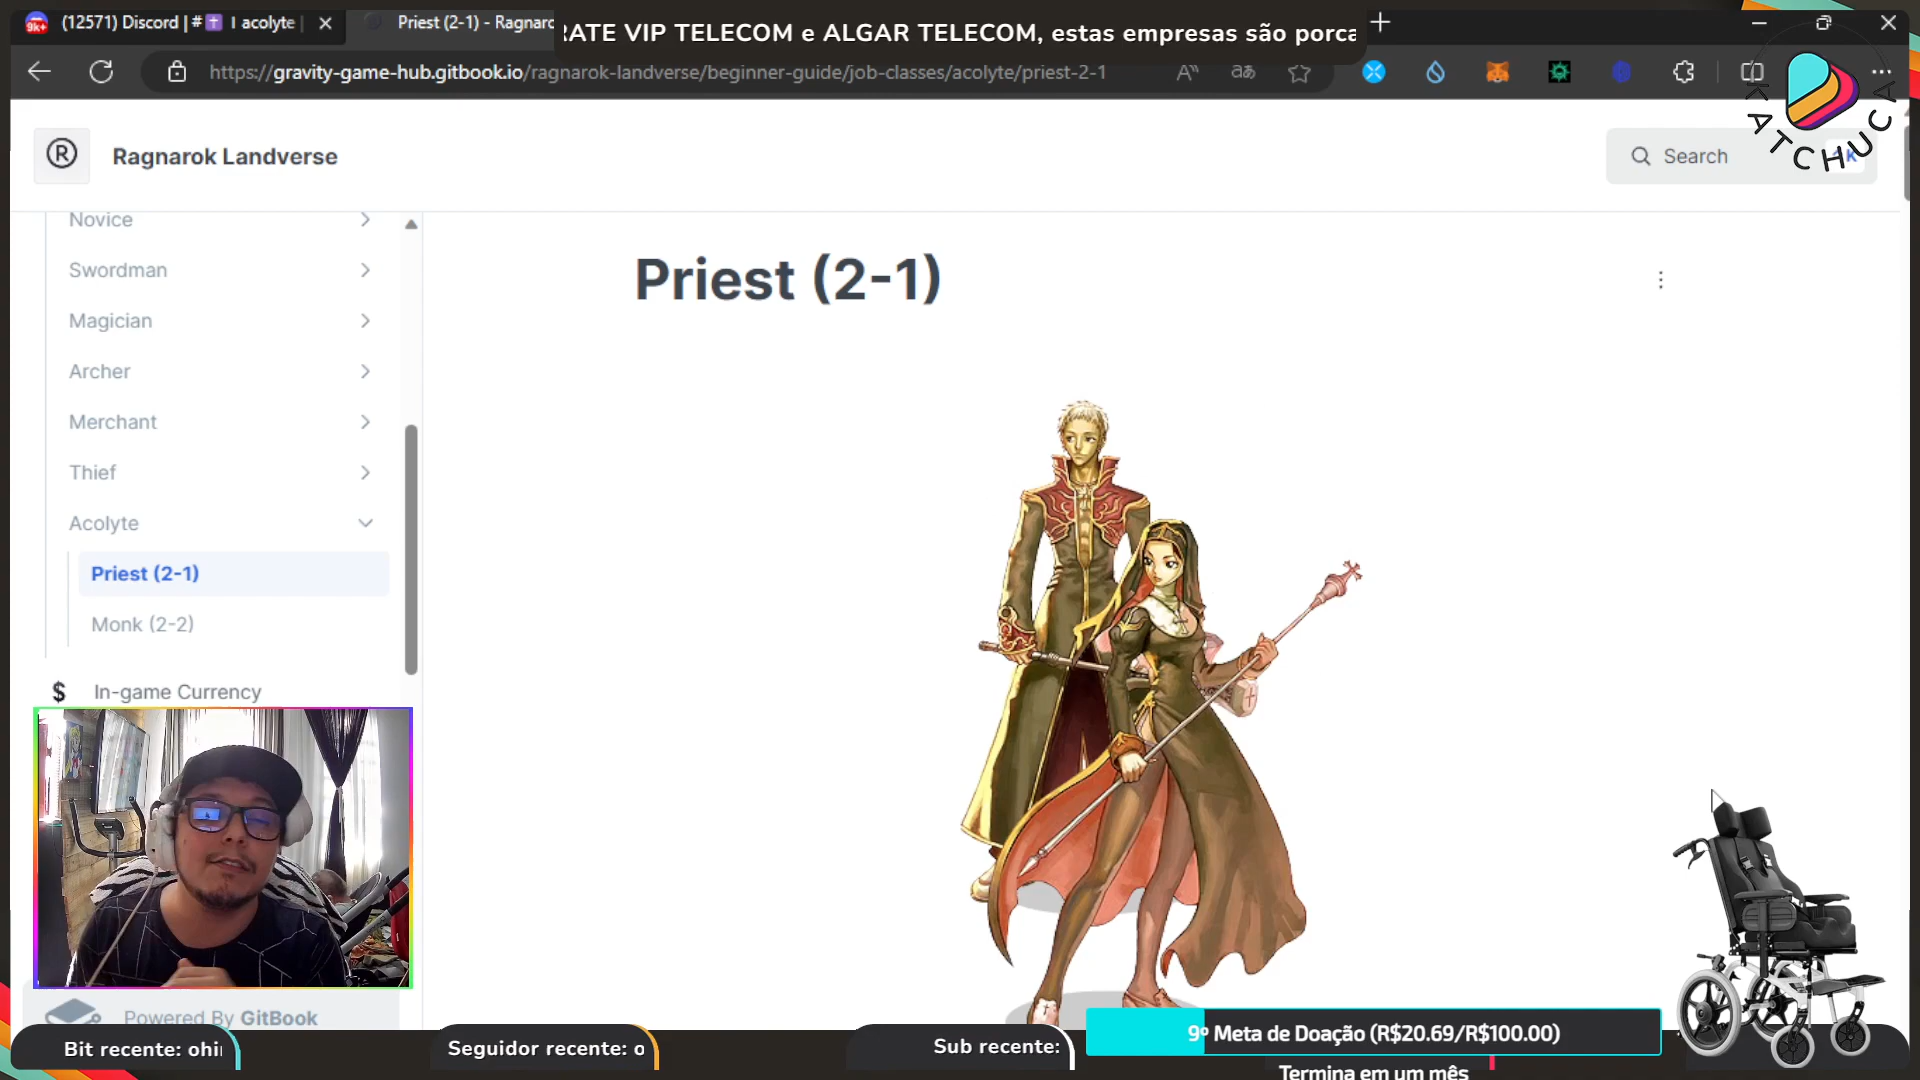 (12571) Discord | # | acolyte |
Priest (2-1) - Ragnarc
RATE VIP TELECOM e ALGAR TELECOM, estas empresas são porca
https://gravity-game-hub.gitbook.io/ragnarok-landverse/beginner-guide/job-classes/acolyte/priest-2-1
KATCHUCA
Ragnarok Landverse
Search
Novice
Swordman
Magician
Archer
Merchant
Thief
Acolyte
Priest (2-1)
Monk (2-2)
$ In-game Currency
Priest (2-1)
Powered By GitBook
Bit recente: ohi
Seguidor recente: o
Sub recente:
9º Meta de Doação (R$20.69/R$100.00)
Termina em um mês